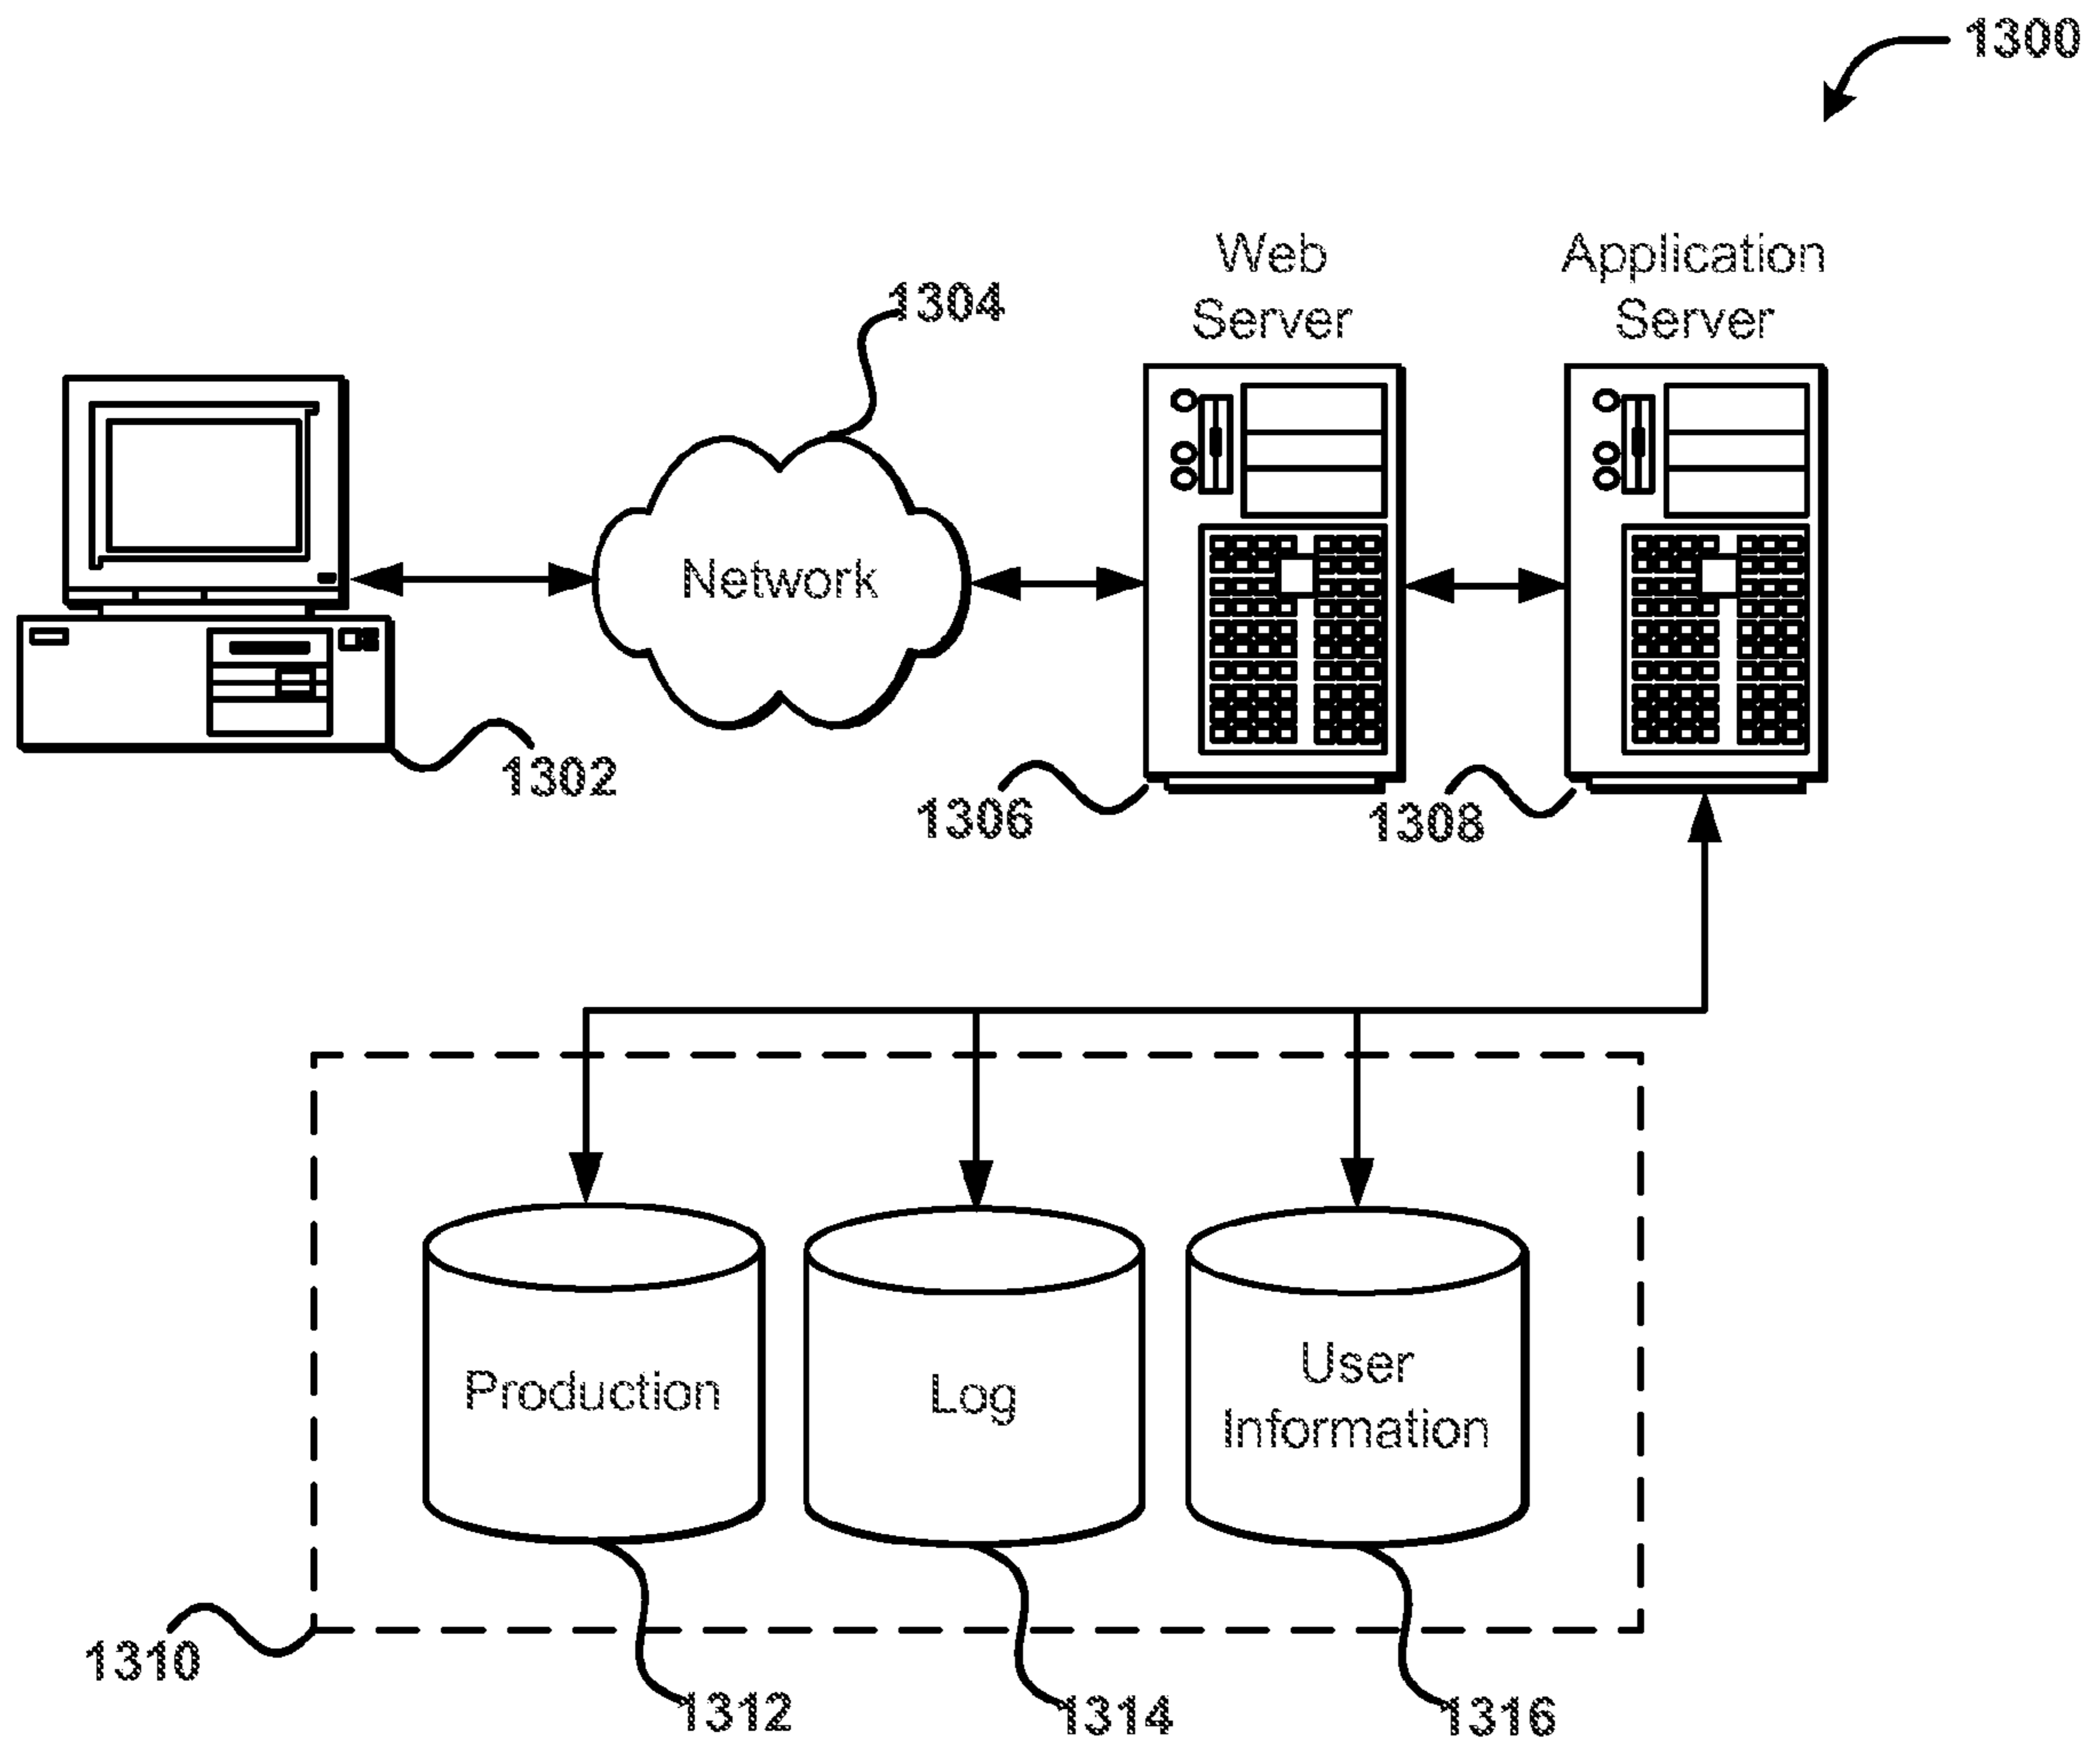 1300
Web
Server
Application
Server
1304
Network
1302
1306
1308
Production
Log
User
Information
1310
1312
1314
1316